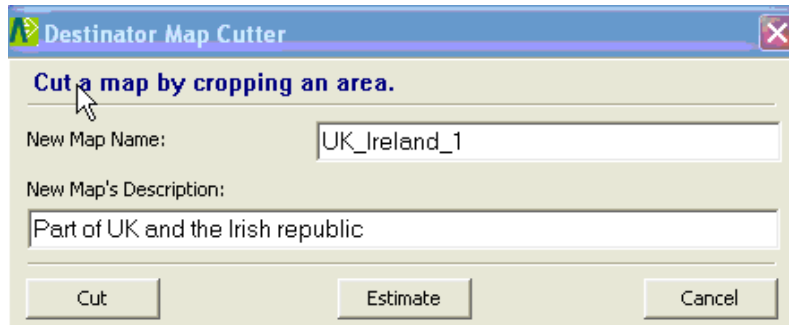 Destinator Map Cutter
Cut a map by cropping an area.
New Map Name: UK_Ireland_1
New Map's Description:
Part of UK and the Irish republic
Cut Estimate Cancel